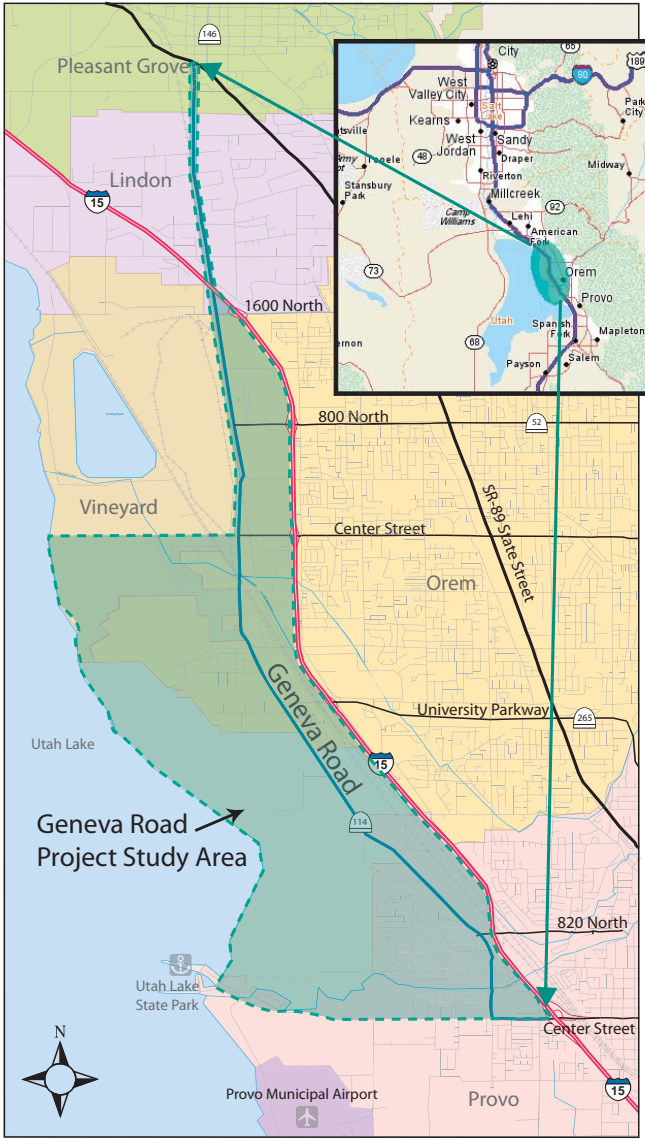 146
Pleasant Grove
Lindon
15
1600 North
800 North
52
Vineyard
Center Street
SR-89 State Street
Orem
Geneva Road
University Parkway
265
Utah Lake
15
114
Geneva Road
Project Study Area
820 North
Utah Lake
State Park
Center Street
N
Provo Municipal Airport
Provo
15
City
65
189
80
West
Valley City
Salt
Lake
Park
City
Kearns
West
Jordan
Sandy
48
Draper
Midway
Riverton
Stansbury
Park
Millcreek
92
Camp
Williams
Lehi
American
Fork
73
Orem
Provo
Utah
Spanish
Fork
Mapleton
68
Salem
Payson